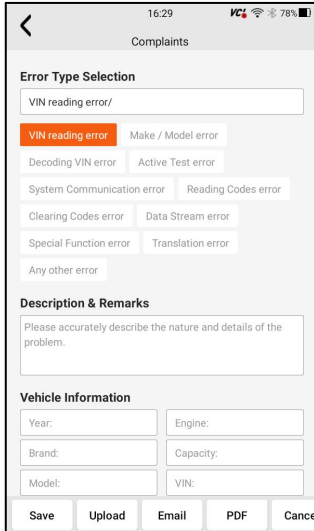 16:29 VCI 78%
Complaints
Error Type Selection
VIN reading error/
VIN reading error Make / Model error
Decoding VIN error Active Test error
System Communication error Reading Codes error
Clearing Codes error Data Stream error
Special Function error Translation error
Any other error
Description & Remarks
Please accurately describe the nature and details of the
problem.
Vehicle Information
Year: Engine:
Brand: Capacity:
Model: VIN:
Save Upload Email PDF Cance